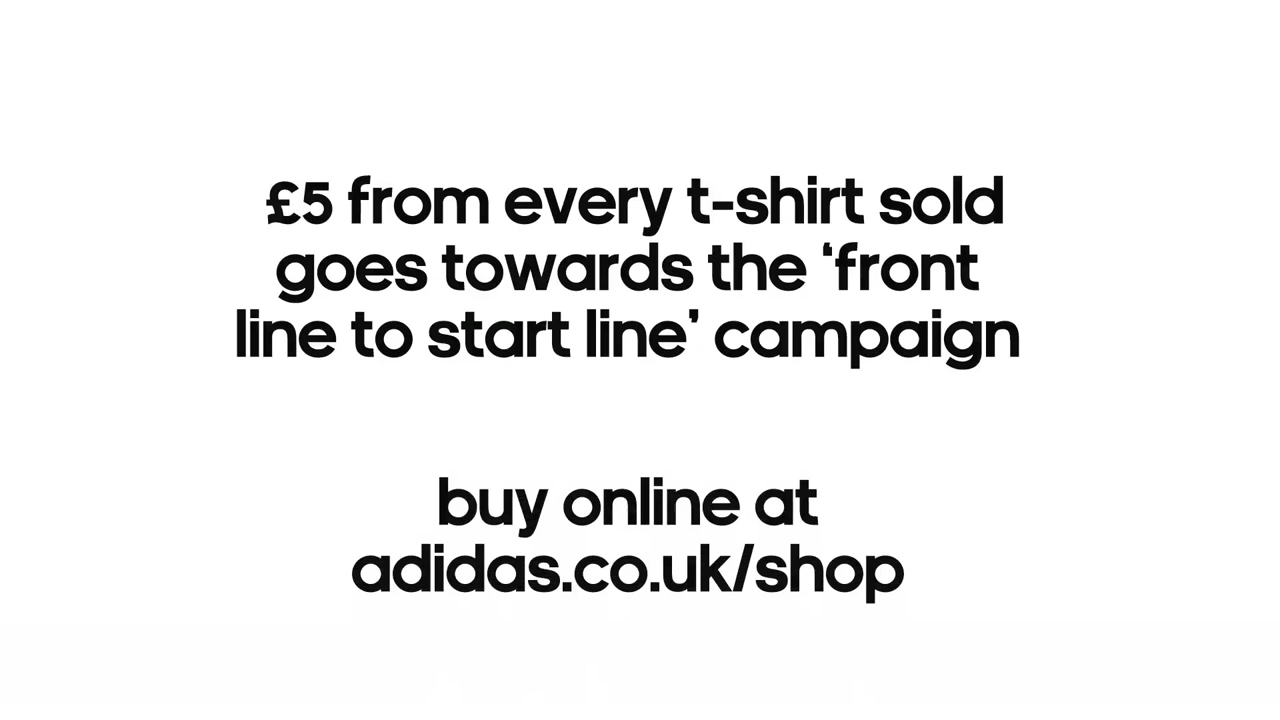 £5 from every t-shirt sold
goes towards the ‘front
line to start line’ campaign
buy online at
adidas.co.uk/shop